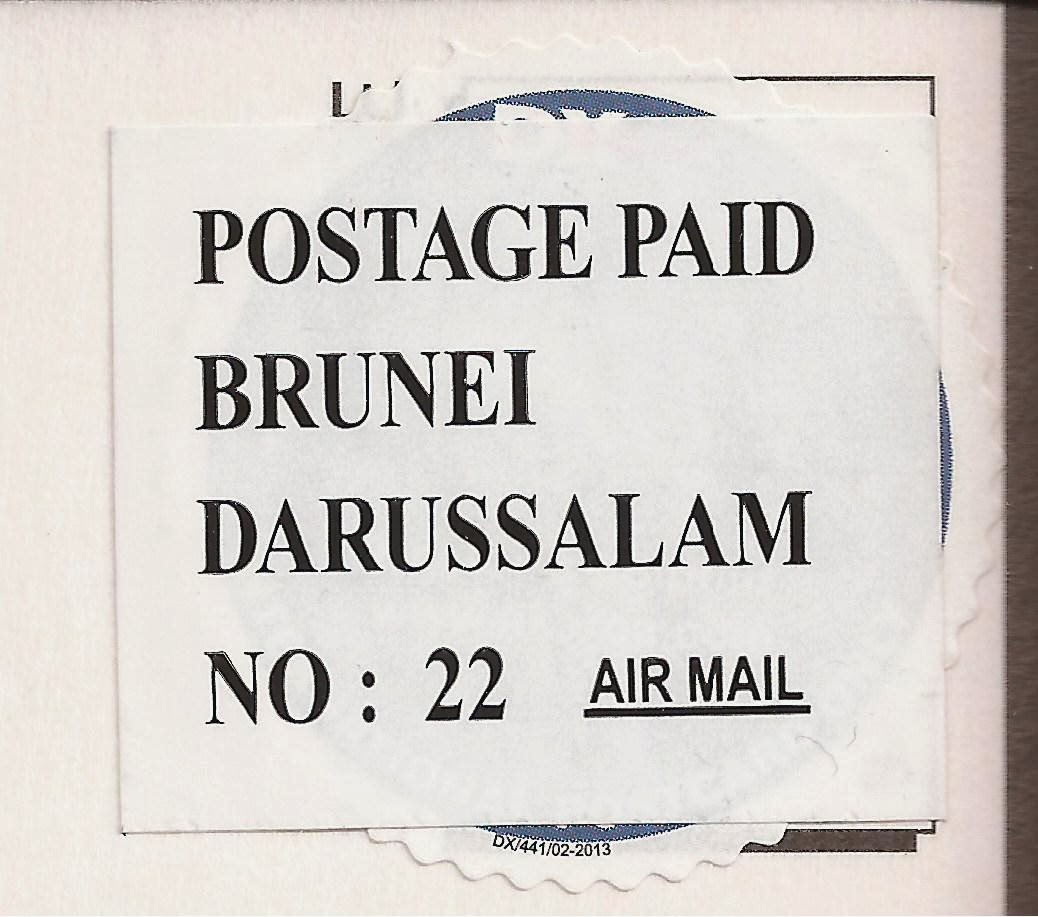 POSTAGE PAID
BRUNEI
DARUSSALAM
NO : 22 AIR MAIL
DX/441/02-2013